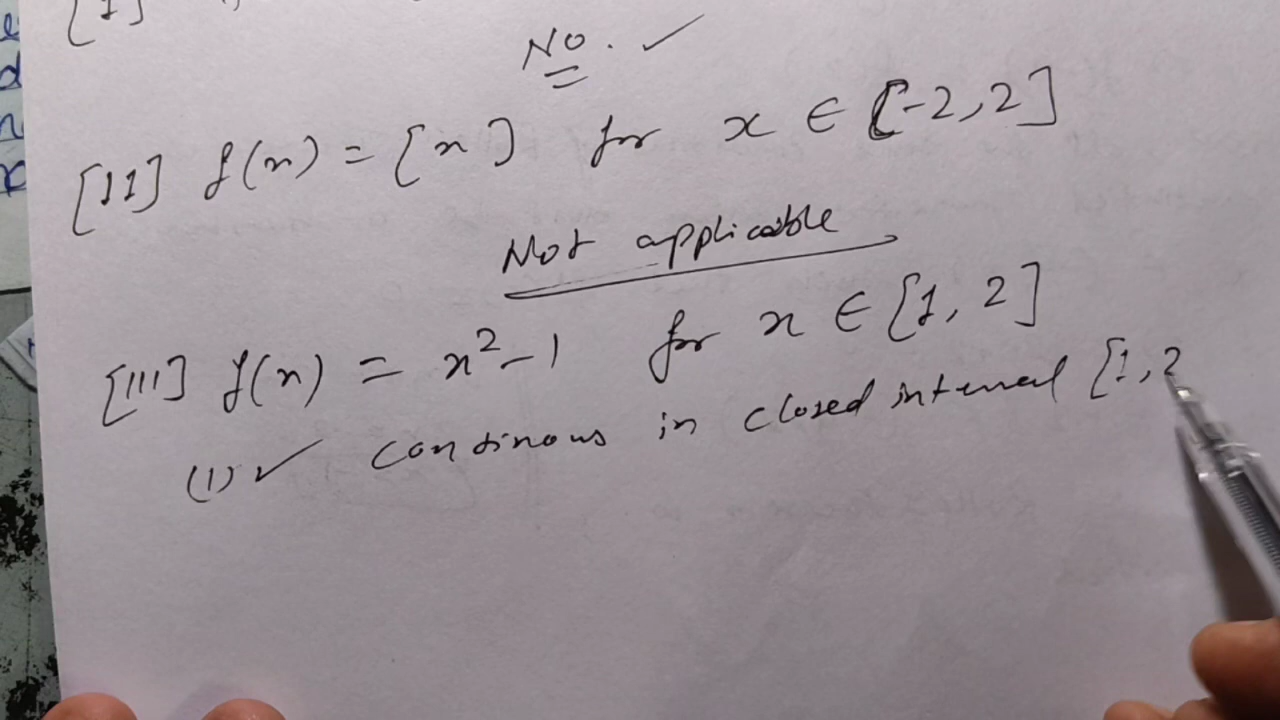 [I]
No. ✓
[II] f(x) = [x] for x ∈ [-2,2]
Not applicable
[III] f(x) = x²-1 for x ∈ [1, 2]
(1) ✓ continous in closed interval [1,2